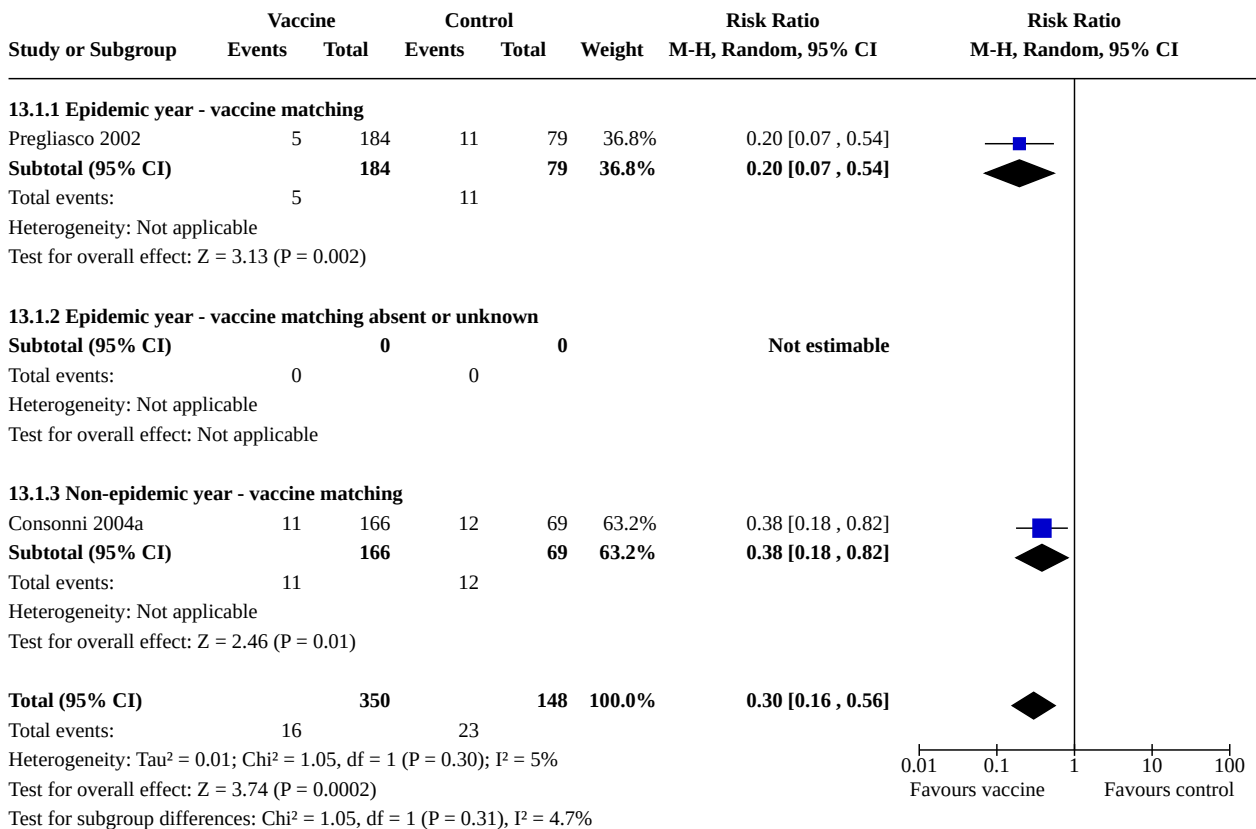 Vaccine Control Risk Ratio Risk Ratio
Study or Subgroup Events Total Events Total Weight M-H, Random, 95% CI M-H, Random, 95% CI
13.1.1 Epidemic year - vaccine matching
Pregliasco 2002 5 184 11 79 36.8% 0.20 [0.07 , 0.54]
Subtotal (95% CI) 184 79 36.8% 0.20 [0.07 , 0.54]
Total events: 5 11
Heterogeneity: Not applicable
Test for overall effect: Z = 3.13 (P = 0.002)
13.1.2 Epidemic year - vaccine matching absent or unknown
Subtotal (95% CI) 0 0 Not estimable
Total events: 0 0
Heterogeneity: Not applicable
Test for overall effect: Not applicable
13.1.3 Non-epidemic year - vaccine matching
Consonni 2004a 11 166 12 69 63.2% 0.38 [0.18 , 0.82]
Subtotal (95% CI) 166 69 63.2% 0.38 [0.18 , 0.82]
Total events: 11 12
Heterogeneity: Not applicable
Test for overall effect: Z = 2.46 (P = 0.01)
Total (95% CI) 350 148 100.0% 0.30 [0.16 , 0.56]
Total events: 16 23
Heterogeneity: Tau² = 0.01; Chi² = 1.05, df = 1 (P = 0.30); I² = 5%
0.01 0.1 1 10 100
Test for overall effect: Z = 3.74 (P = 0.0002) Favours vaccine Favours control
Test for subgroup differences: Chi² = 1.05, df = 1 (P = 0.31), I² = 4.7%